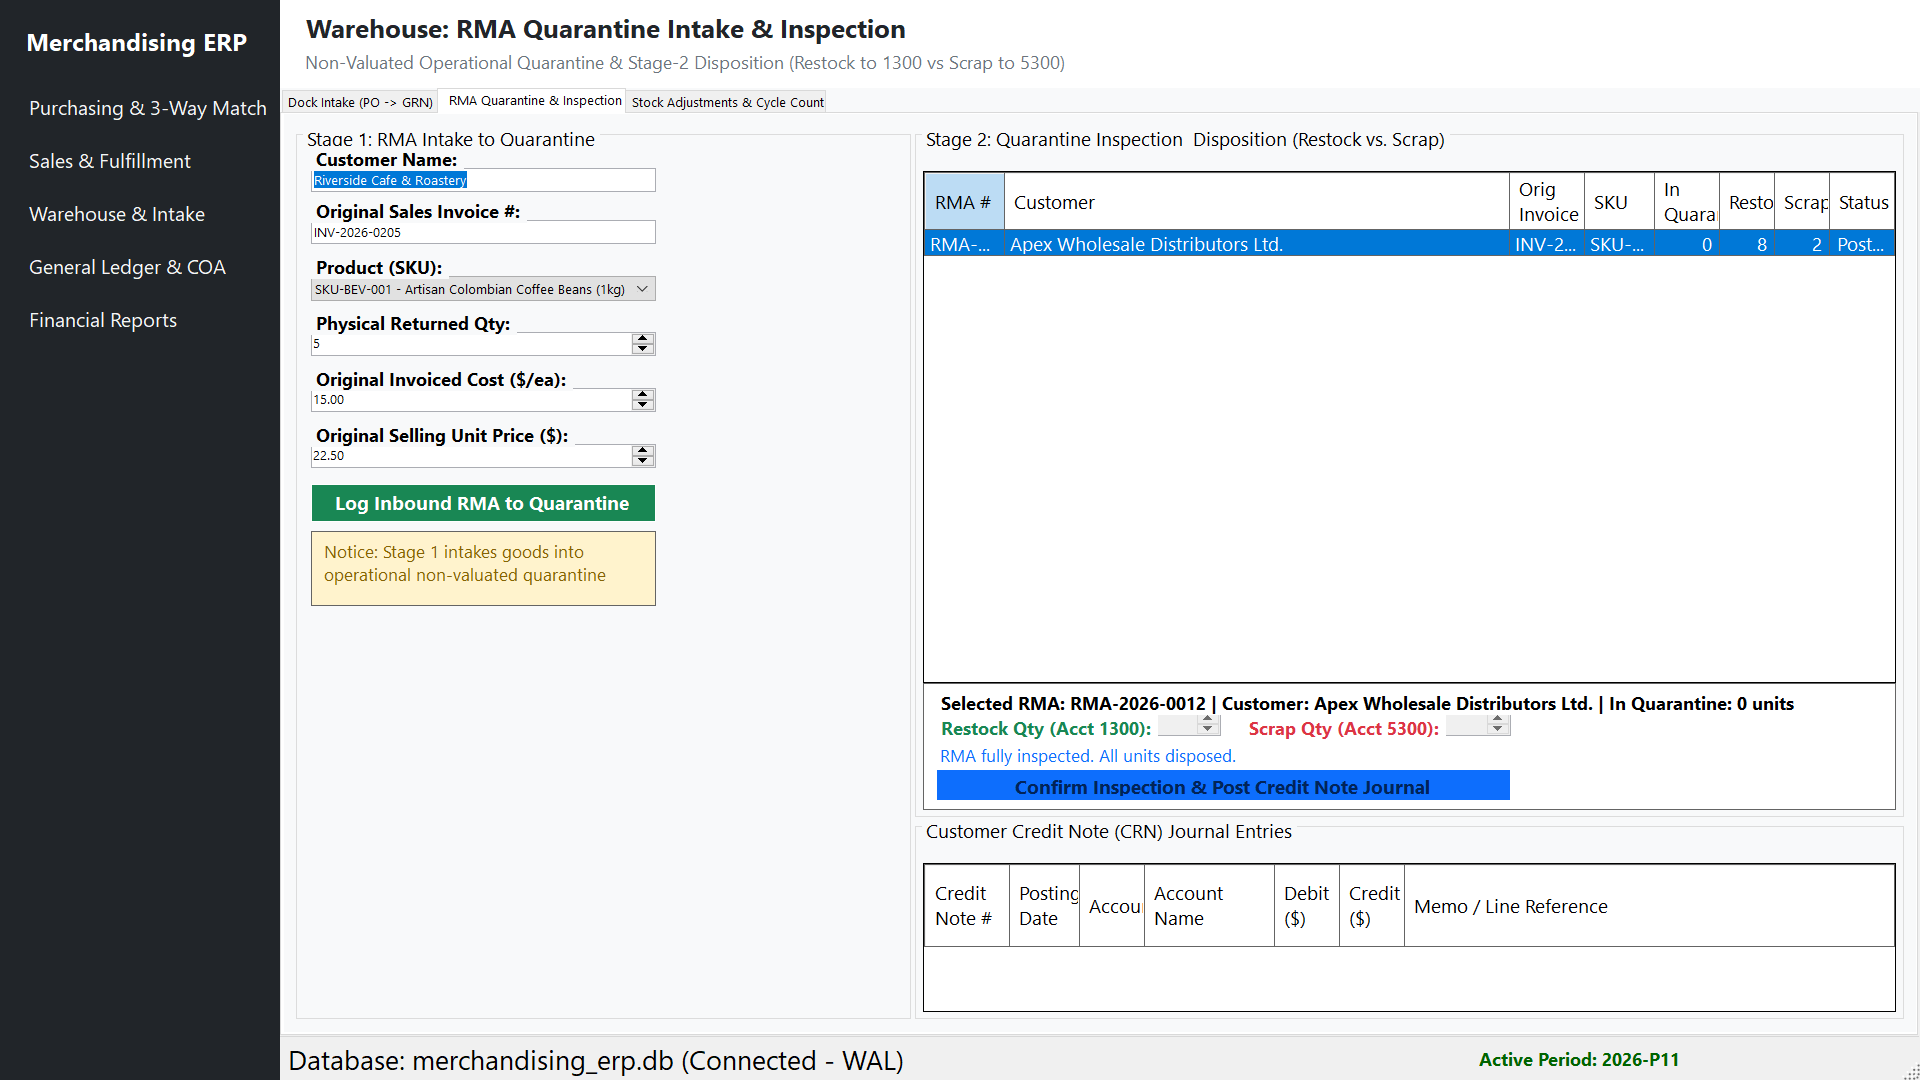 Merchandising ERP
Purchasing & 3-Way Match
Sales & Fulfillment
Warehouse & Intake
General Ledger & COA
Financial Reports
Warehouse: RMA Quarantine Intake & Inspection
Non-Valuated Operational Quarantine & Stage-2 Disposition (Restock to 1300 vs Scrap to 5300)
Dock Intake (PO -> GRN)
RMA Quarantine & Inspection
Stock Adjustments & Cycle Count
Stage 1: RMA Intake to Quarantine
Customer Name:
Riverside Cafe & Roastery
Original Sales Invoice #:
INV-2026-0205
Product (SKU):
SKU-BEV-001 - Artisan Colombian Coffee Beans (1kg)
Physical Returned Qty:
5
Original Invoiced Cost ($/ea):
15.00
Original Selling Unit Price ($):
22.50
Log Inbound RMA to Quarantine
Notice: Stage 1 intakes goods into
operational non-valuated quarantine
Stage 2: Quarantine Inspection  Disposition (Restock vs. Scrap)
RMA #
Customer
Orig
Invoice
SKU
In
Quara
Resto
Scrap
Status
RMA-... Apex Wholesale Distributors Ltd. INV-2... SKU-... 0 8 2 Post...
Selected RMA: RMA-2026-0012 | Customer: Apex Wholesale Distributors Ltd. | In Quarantine: 0 units
Restock Qty (Acct 1300):
Scrap Qty (Acct 5300):
RMA fully inspected. All units disposed.
Confirm Inspection & Post Credit Note Journal
Customer Credit Note (CRN) Journal Entries
Credit
Note #
Posting
Date
Accou
Account
Name
Debit
($)
Credit
($)
Memo / Line Reference
Database: merchandising_erp.db (Connected - WAL)
Active Period: 2026-P11